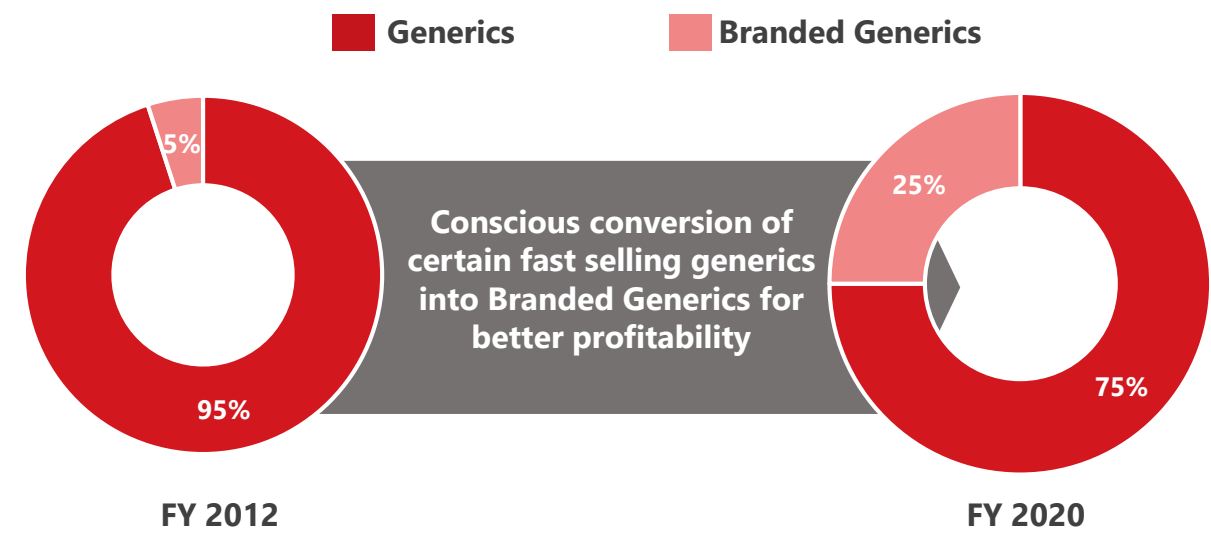 Generics
Branded Generics
5%
95%
Conscious conversion of
certain fast selling generics
into Branded Generics for
better profitability
25%
75%
FY 2012
FY 2020